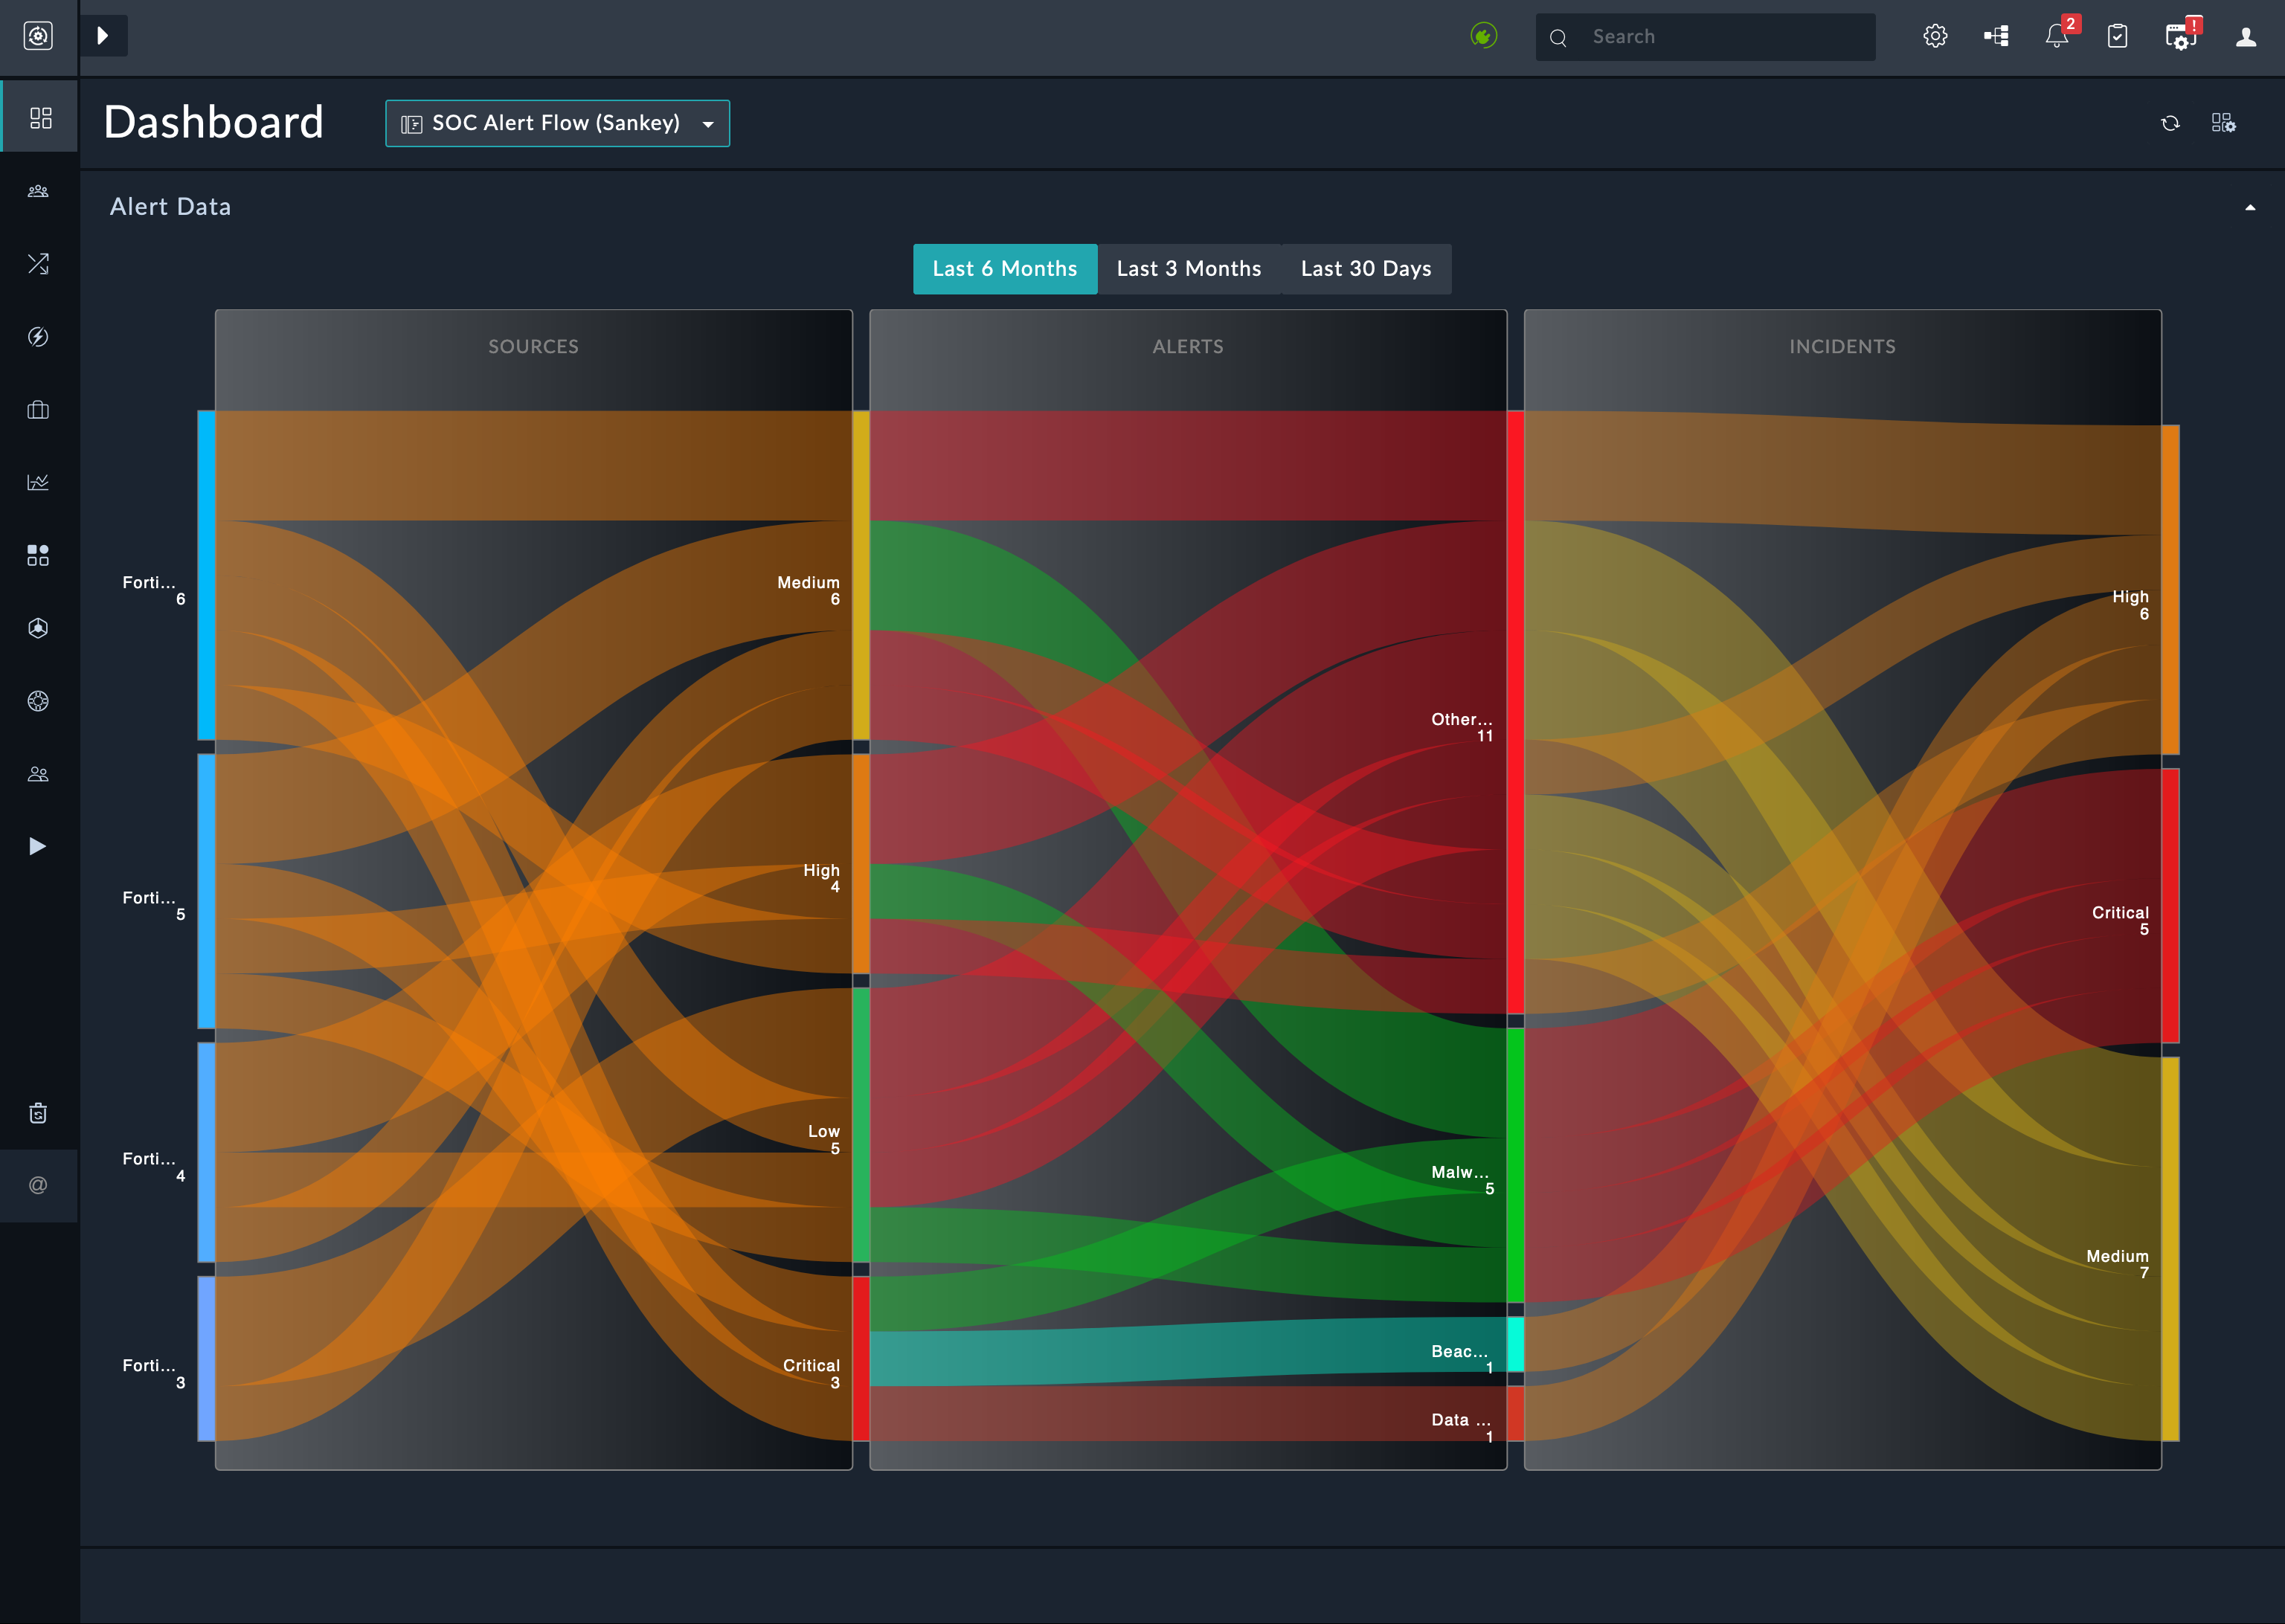 Search
2
!
Dashboard
SOC Alert Flow (Sankey)
Alert Data
Last 6 Months
Last 3 Months
Last 30 Days
SOURCES
ALERTS
INCIDENTS
Forti...
6
Forti...
5
Forti...
4
Forti...
3
Medium
6
High
4
Low
5
Critical
3
Other...
11
Malw...
5
Beac...
1
Data ...
1
High
6
Critical
5
Medium
7
@